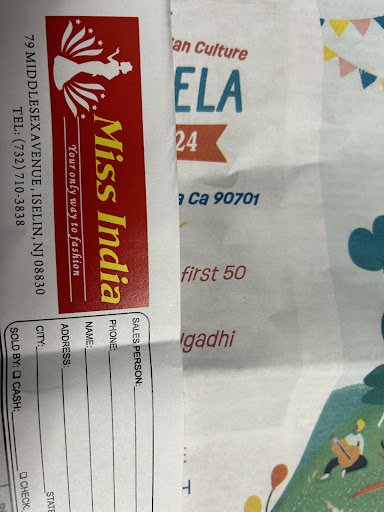 Miss India
Your only way to fashion
79 MIDDLESEX AVENUE, ISELIN, NJ 08830
TEL: (732) 710-3838
SALES PERSON:
PHONE:
NAME:
ADDRESS:
CITY: STATE
SOLD BY: CASH: CHECK:
ian Culture
ELA
24
a Ca 90701
first 50
Ugadhi
H